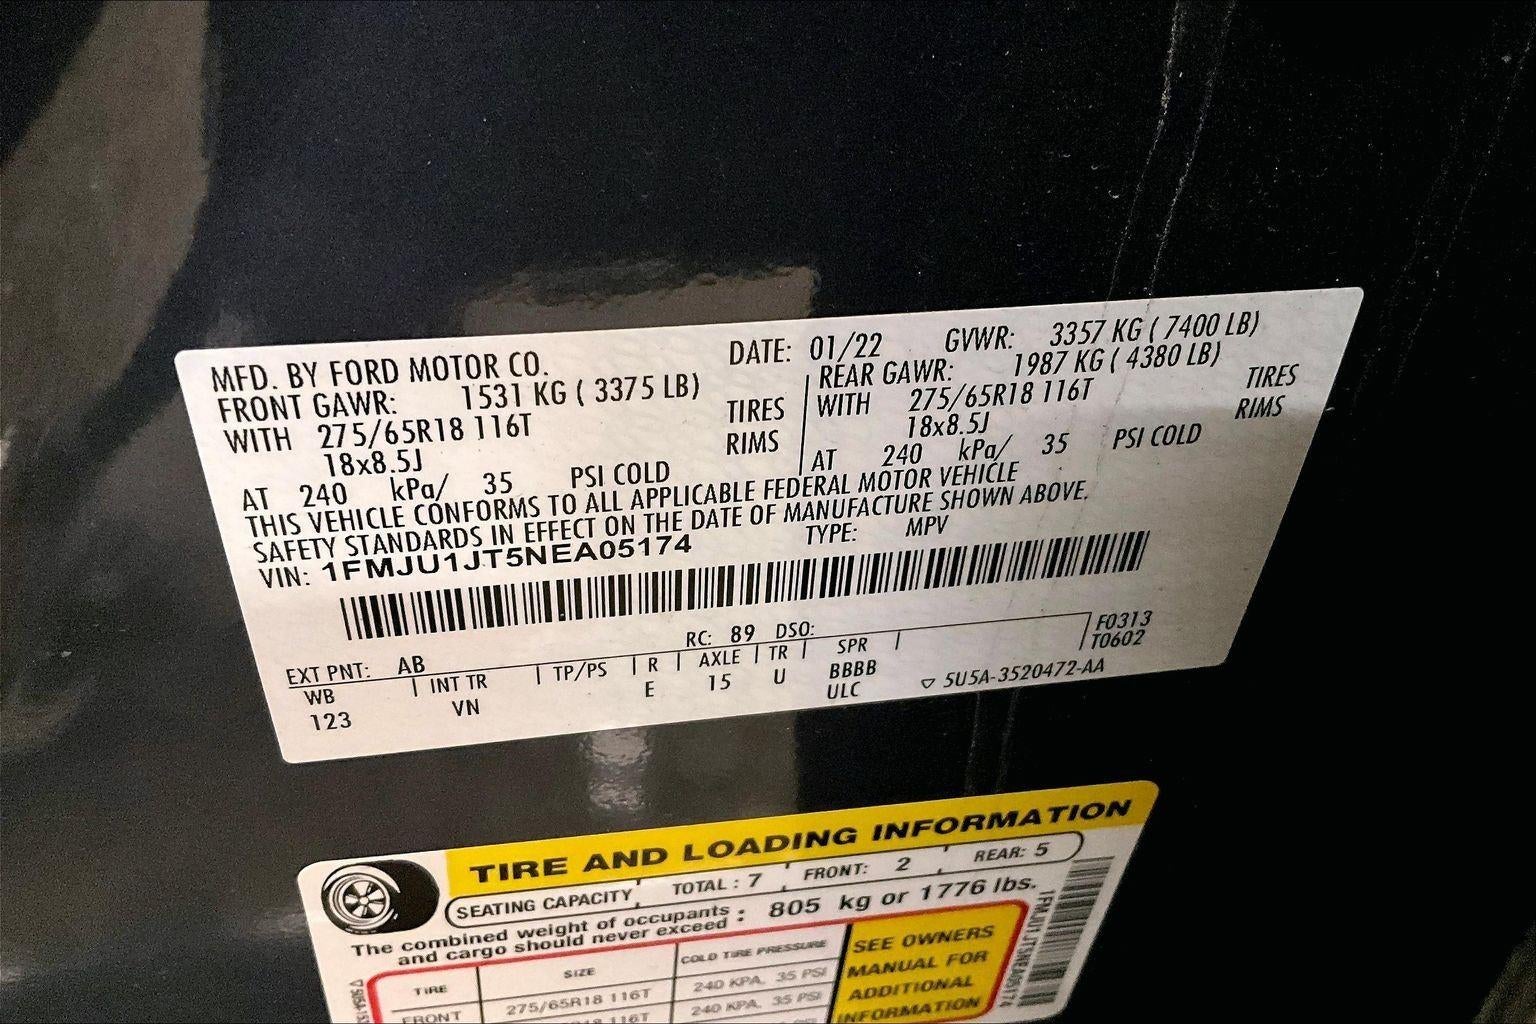 MFD. BY FORD MOTOR CO. DATE: 01/22 GVWR: 3357 KG ( 7400 LB)
FRONT GAWR: 1531 KG ( 3375 LB) REAR GAWR: 1987 KG ( 4380 LB)
WITH 275/65R18 116T TIRES WITH 275/65R18 116T TIRES
18x8.5J RIMS 18x8.5J RIMS
AT 240 kPa/ 35 PSI COLD AT 240 kPa/ 35 PSI COLD
THIS VEHICLE CONFORMS TO ALL APPLICABLE FEDERAL MOTOR VEHICLE
SAFETY STANDARDS IN EFFECT ON THE DATE OF MANUFACTURE SHOWN ABOVE.
VIN: 1FMJU1JT5NEA05174 TYPE: MPV
EXT PNT: AB RC: 89 DSO: F0313
WB INT TR TP/PS R AXLE TR SPR T0602
123 VN E 15 U BBBB
ULC 5U5A-3520472-AA
TIRE AND LOADING INFORMATION
SEATING CAPACITY TOTAL : 7 FRONT: 2 REAR: 5
The combined weight of occupants
and cargo should never exceed : 805 kg or 1776 lbs.
TIRE SIZE COLD TIRE PRESSURE
FRONT 275/65R18 116T 240 KPA, 35 PSI
116T 240 KPA, 35 PSI
SEE OWNERS
MANUAL FOR
ADDITIONAL
INFORMATION
1FMJU1JT5NEA05174